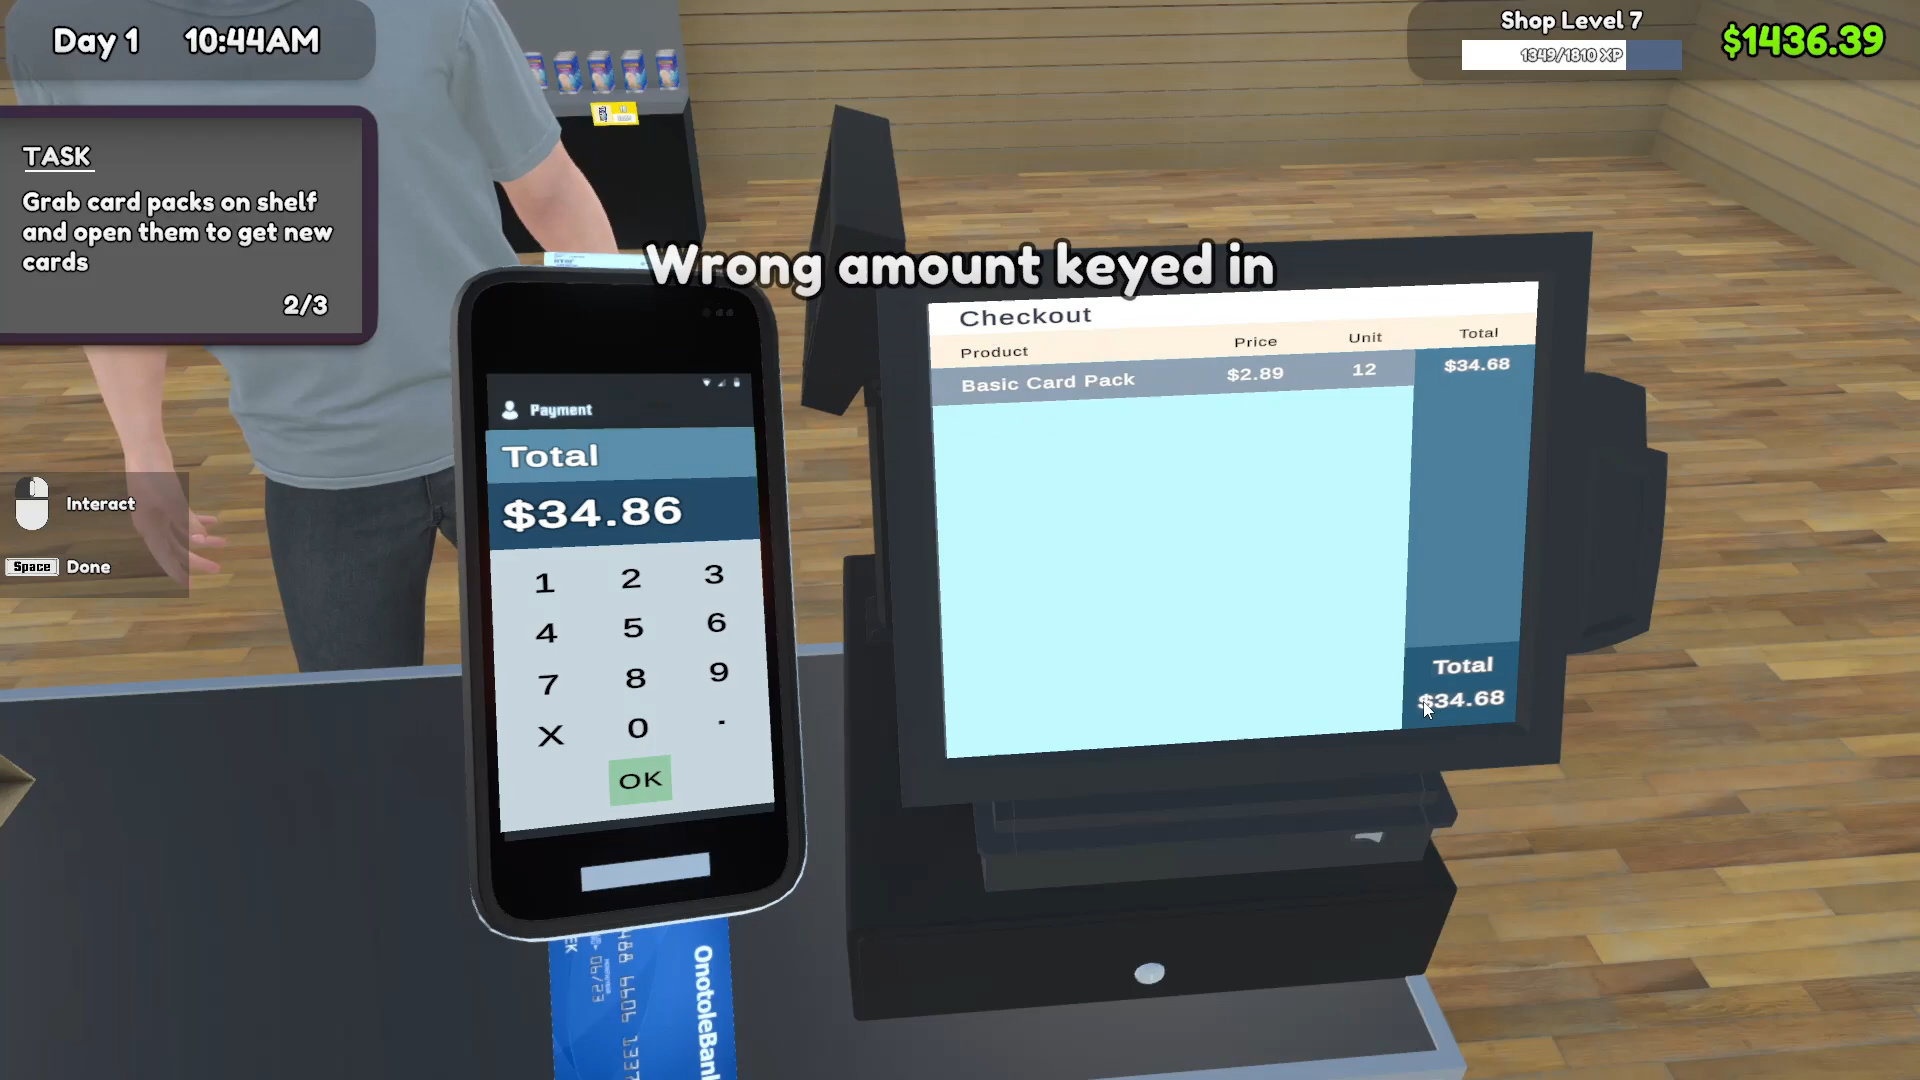 Day 1 10:44AM
Shop Level 7
1349/1810 XP
$1436.39
TASK
Grab card packs on shelf
and open them to get new
cards
2/3
Wrong amount keyed in
Interact
Space Done
Payment
Total
$34.86
1 2 3
4 5 6
7 8 9
X 0 .
OK
Checkout
Product Price Unit Total
Basic Card Pack $2.89 12 $34.68
Total
$34.68
OnotoleBank